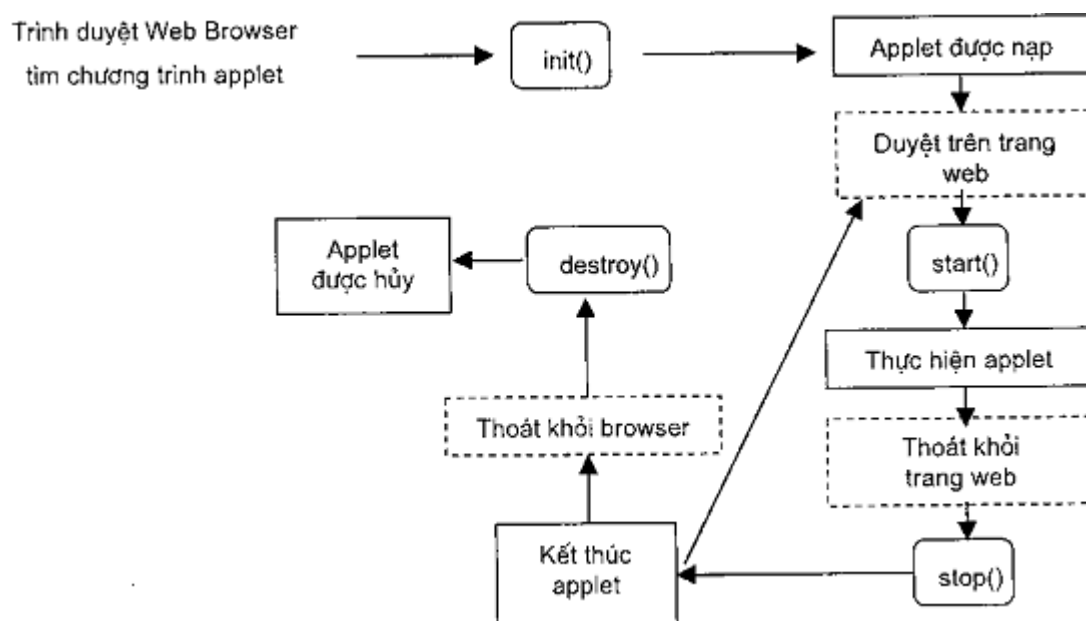 Trình duyệt Web Browser
tìm chương trình applet
init()
Applet được nạp
Duyệt trên trang
web
start()
Thực hiện applet
Thoát khỏi
trang web
stop()
Kết thúc
applet
Thoát khỏi browser
destroy()
Applet
được hủy